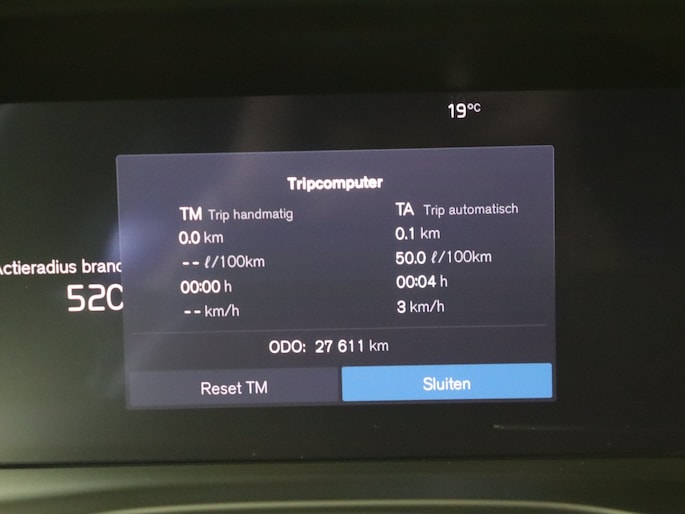 19°C
Tripcomputer
TM Trip handmatig
TA Trip automatisch
0.0 km
0.1 km
-- ℓ/100km
50.0 ℓ/100km
00:00 h
00:04 h
-- km/h
3 km/h
ODO: 27 611 km
Reset TM
Sluiten
Actieradius brand
520